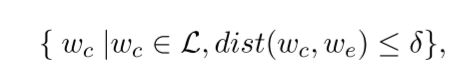 { w_c | w_c ∈ ℒ, dist(w_c, w_e) ≤ δ},